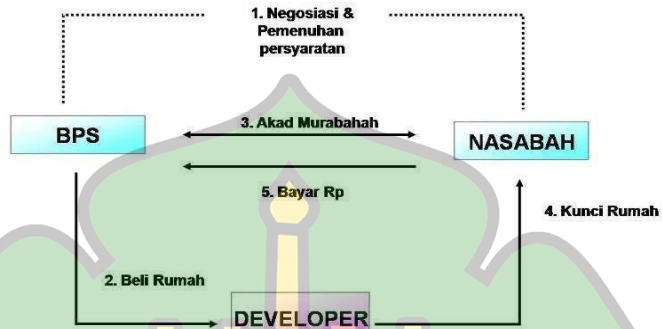 1. Negosiasi &
Pemenuhan
persyaratan
BPS
3. Akad Murabahah
NASABAH
5. Bayar Rp
4. Kunci Rumah
2. Beli Rumah
DEVELOPER